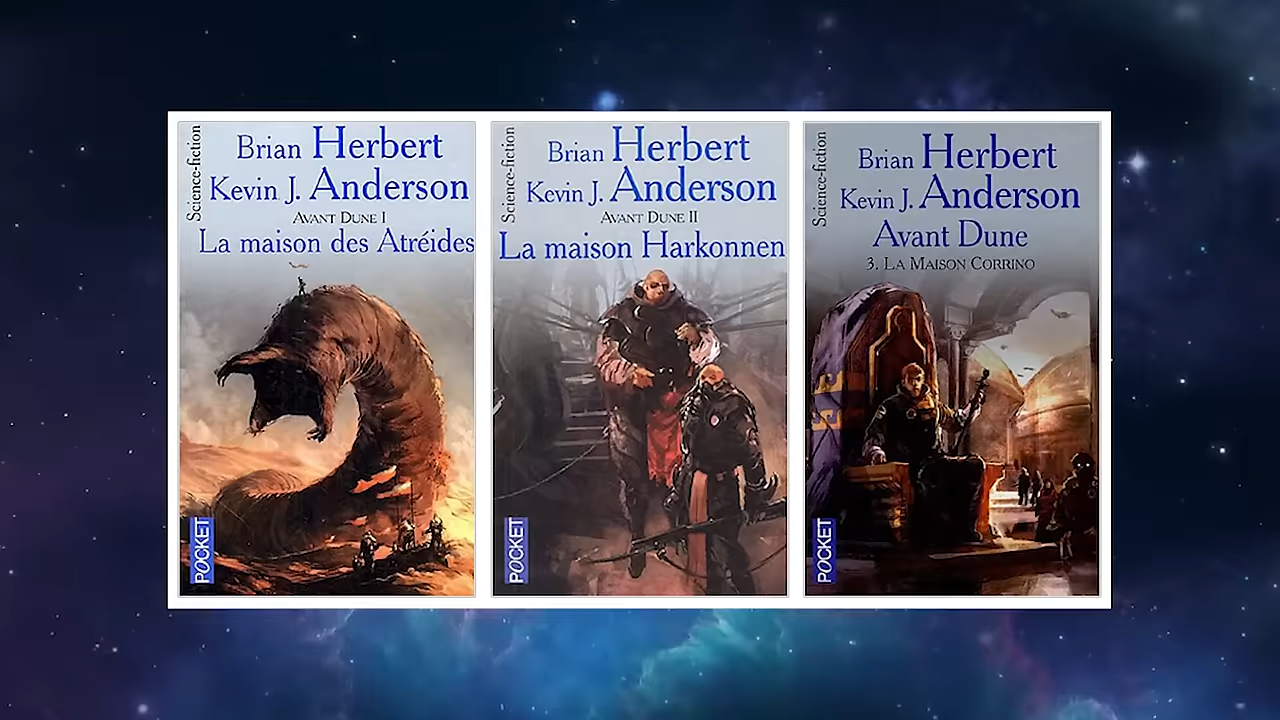 Science-fiction
Brian Herbert
Kevin J. Anderson
AVANT DUNE I
La maison des Atréides
POCKET
Science-fiction
Brian Herbert
Kevin J. Anderson
AVANT DUNE II
La maison Harkonnen
POCKET
Science-fiction
Brian Herbert
Kevin J. Anderson
Avant Dune
3. LA MAISON CORRINO
POCKET